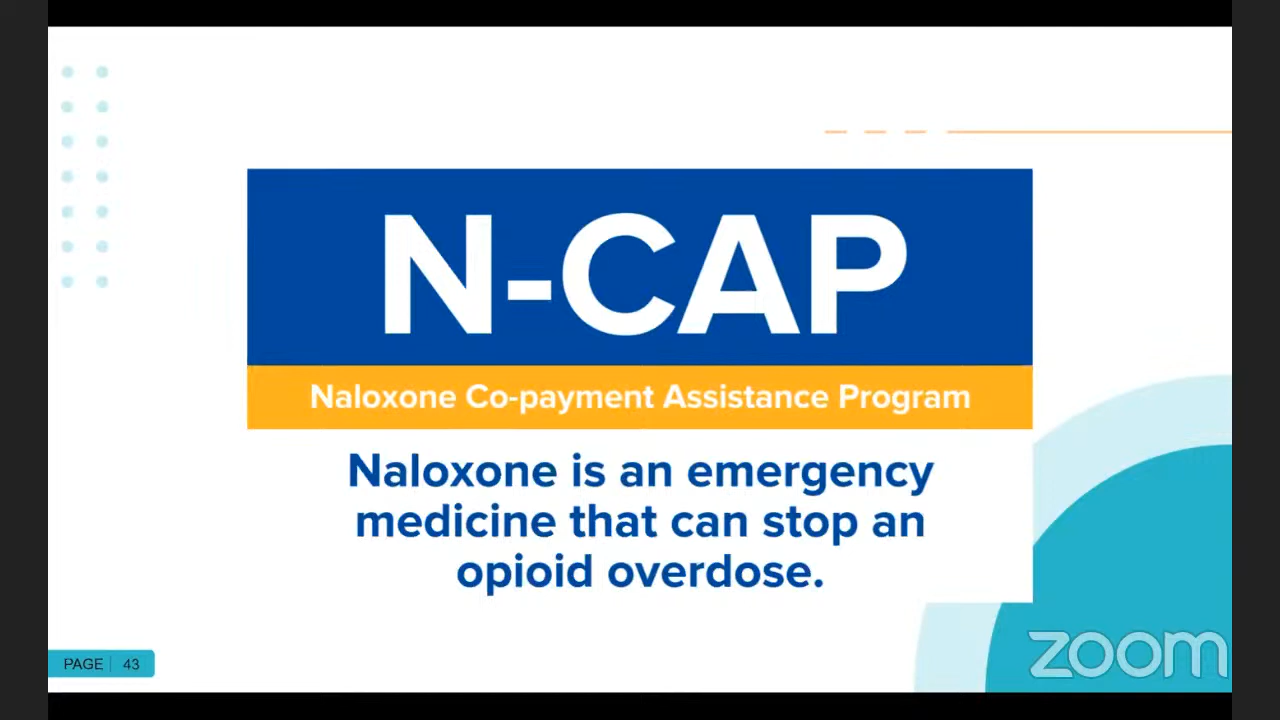 N-CAP
Naloxone Co-payment Assistance Program
Naloxone is an emergency
medicine that can stop an
opioid overdose.
PAGE 43
zoom